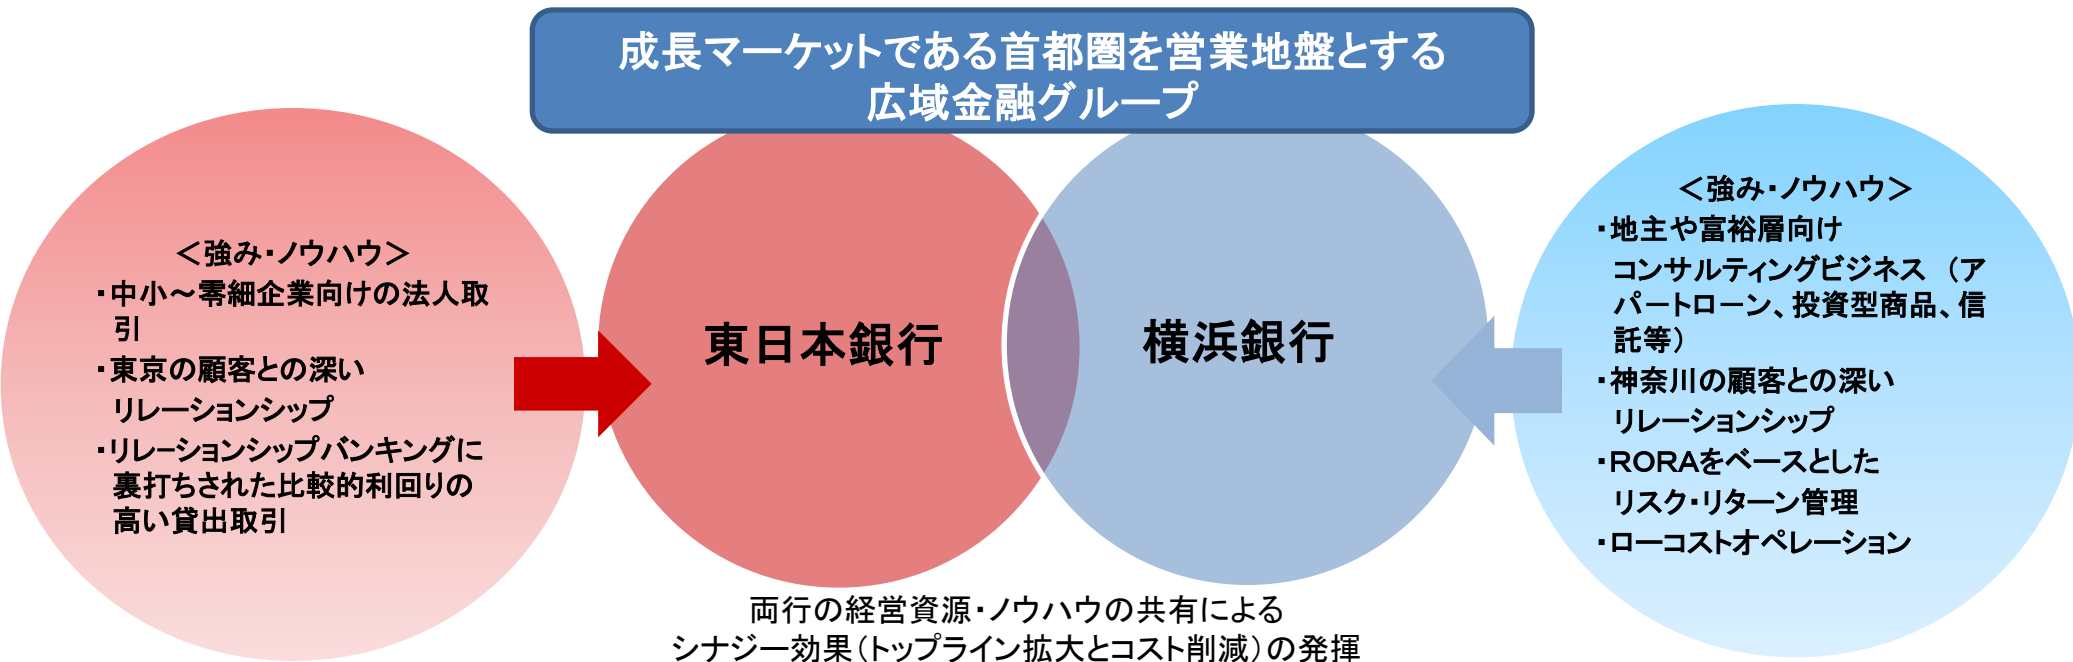 成長マーケットである首都圏を営業地盤とする
広域金融グループ
＜強み・ノウハウ＞
・中小～零細企業向けの法人取
引
・東京の顧客との深い
リレーションシップ
・リレーションシップバンキングに
裏打ちされた比較的利回りの
高い貸出取引
東日本銀行
横浜銀行
＜強み・ノウハウ＞
・地主や富裕層向け
コンサルティングビジネス （ア
パートローン、投資型商品、信
託等）
・神奈川の顧客との深い
リレーションシップ
・ＲＯＲＡをベースとした
リスク・リターン管理
・ローコストオペレーション
両行の経営資源・ノウハウの共有による
シナジー効果（トップライン拡大とコスト削減）の発揮